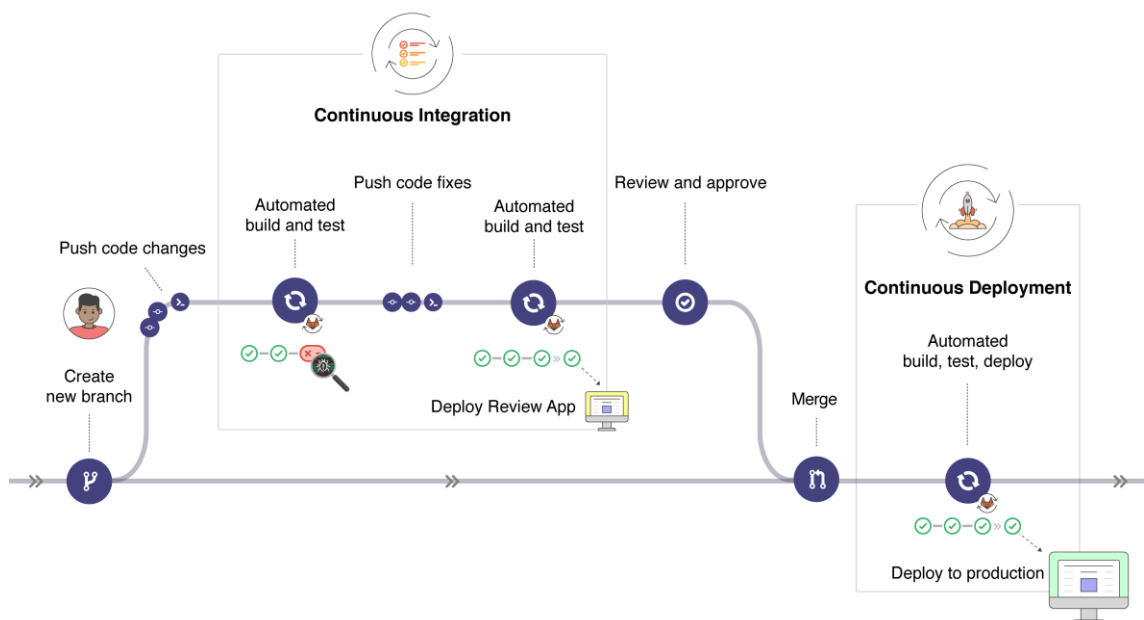 Continuous Integration
Push code fixes
Review and approve
Automated
build and test
Automated
build and test
Push code changes
Continuous Deployment
Automated
build, test, deploy
Create
new branch
Deploy Review App
Merge
Deploy to production